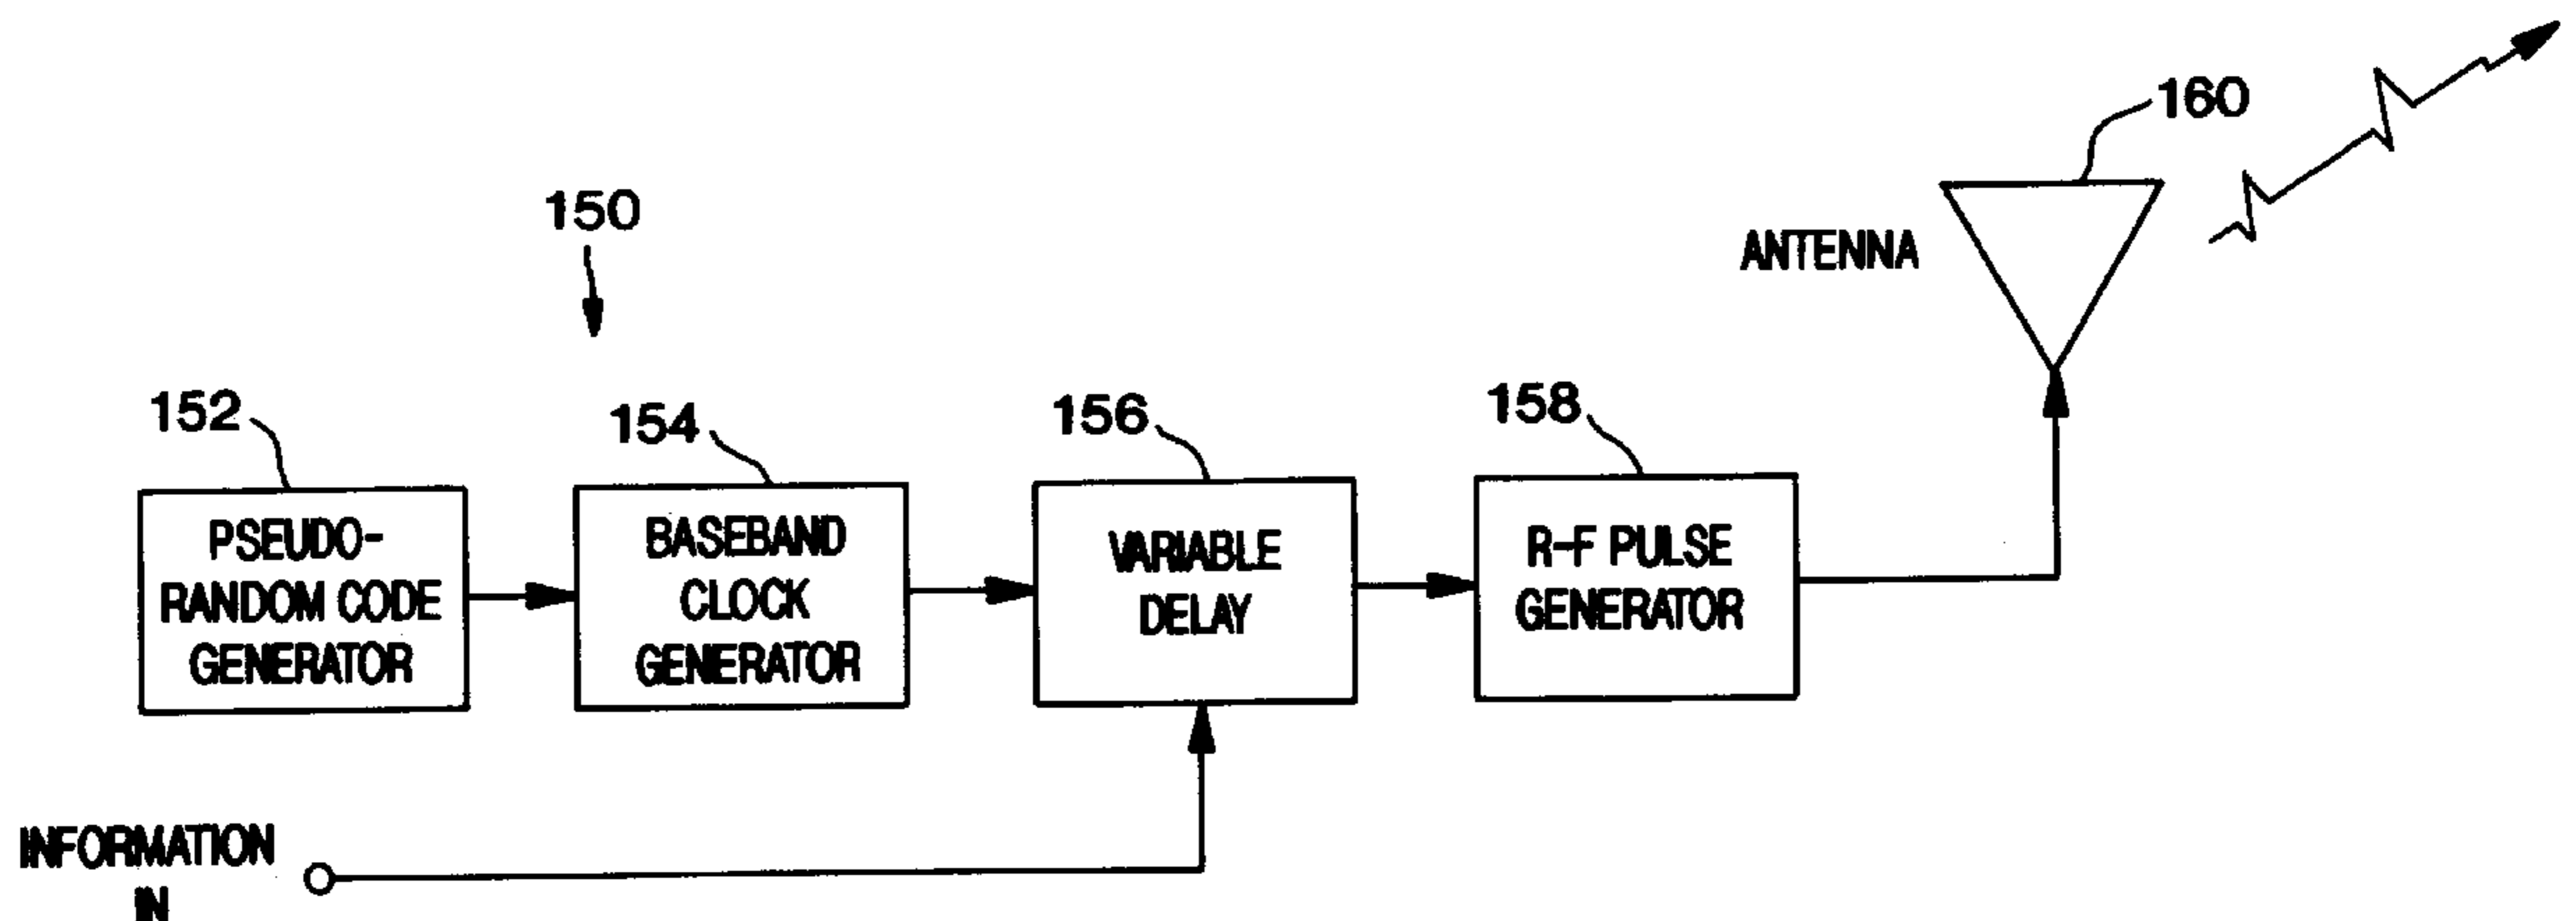 160
150
ANTENNA
152
154
156
158
PSEUDO-
RANDOM CODE
GENERATOR
BASEBAND
CLOCK
GENERATOR
VARIABLE
DELAY
R-F PULSE
GENERATOR
INFORMATION
IN